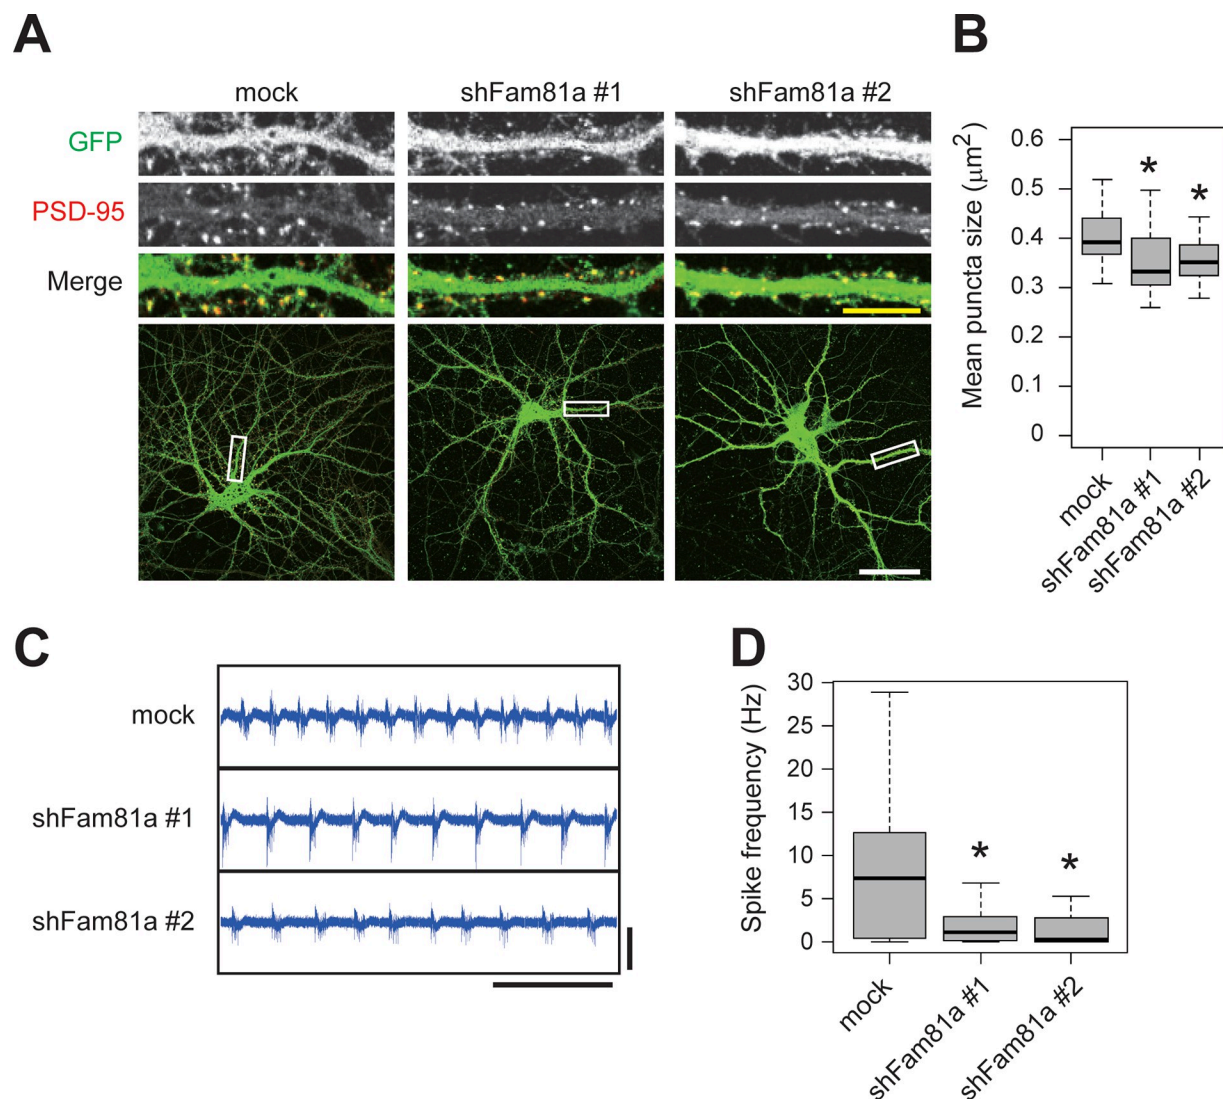 A
mock
shFam81a #1
shFam81a #2
GFP
PSD-95
Merge
B
Mean puncta size (μm²)
0.6
0.5
0.4
0.3
0.2
0.1
0
*
*
mock
shFam81a #1
shFam81a #2
C
mock
shFam81a #1
shFam81a #2
D
Spike frequency (Hz)
30
25
20
15
10
5
0
*
*
mock
shFam81a #1
shFam81a #2